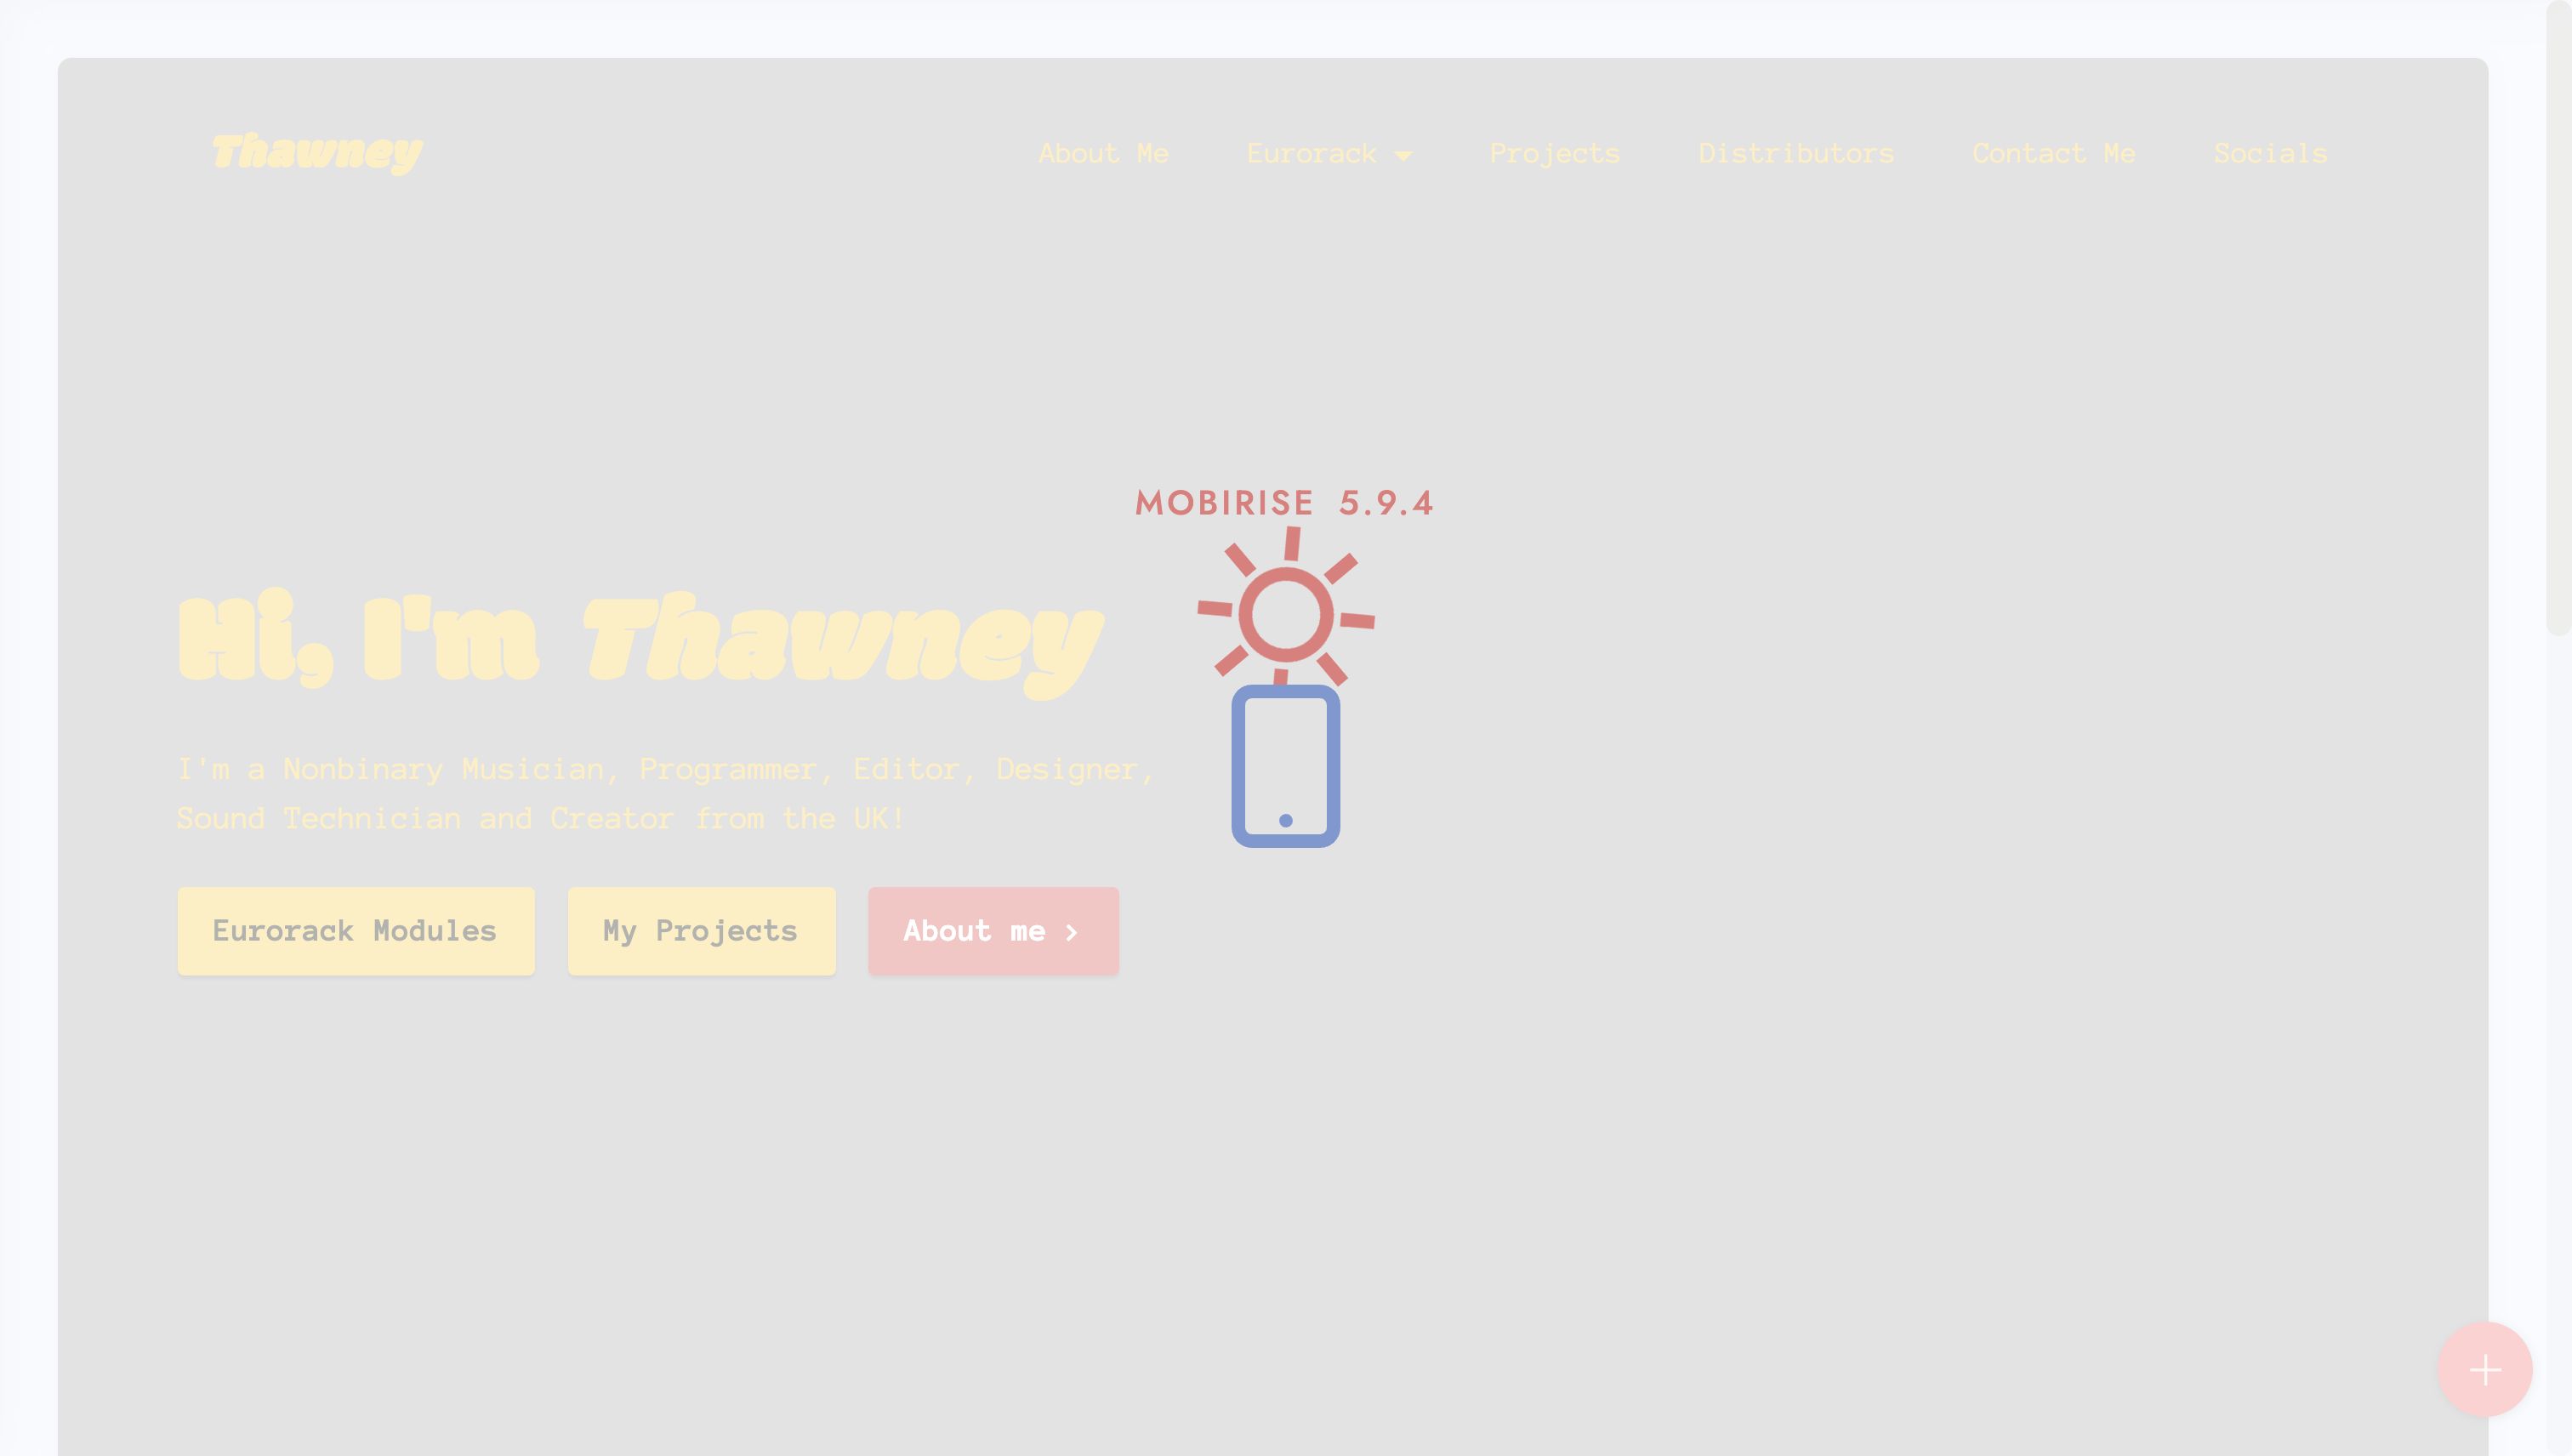 Thawney
About Me Eurorack Projects Distributors Contact Me Socials
MOBIRISE 5.9.4
Hi, I'm Thawney
I'm a Nonbinary Musician, Programmer, Editor, Designer,
Sound Technician and Creator from the UK!
Eurorack Modules My Projects About me >